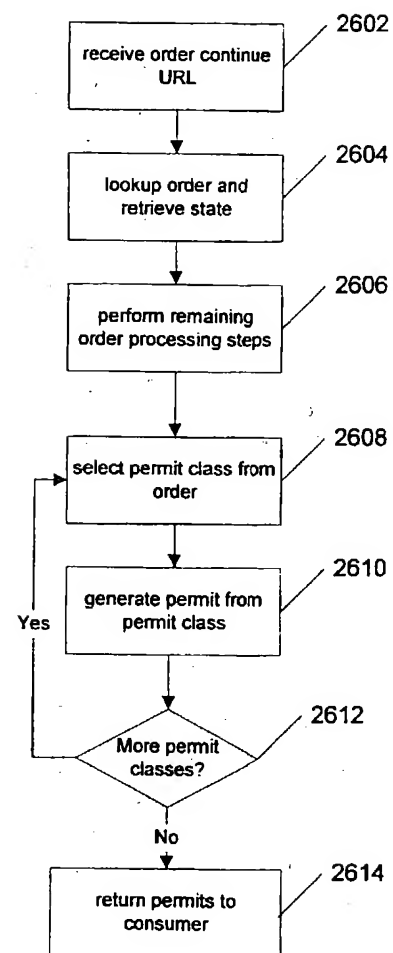 2602
receive order continue
URL
2604
lookup order and
retrieve state
2606
perform remaining
order processing steps
2608
select permit class from
order
2610
generate permit from
permit class
Yes
2612
More permit
classes?
No
2614
return permits to
consumer